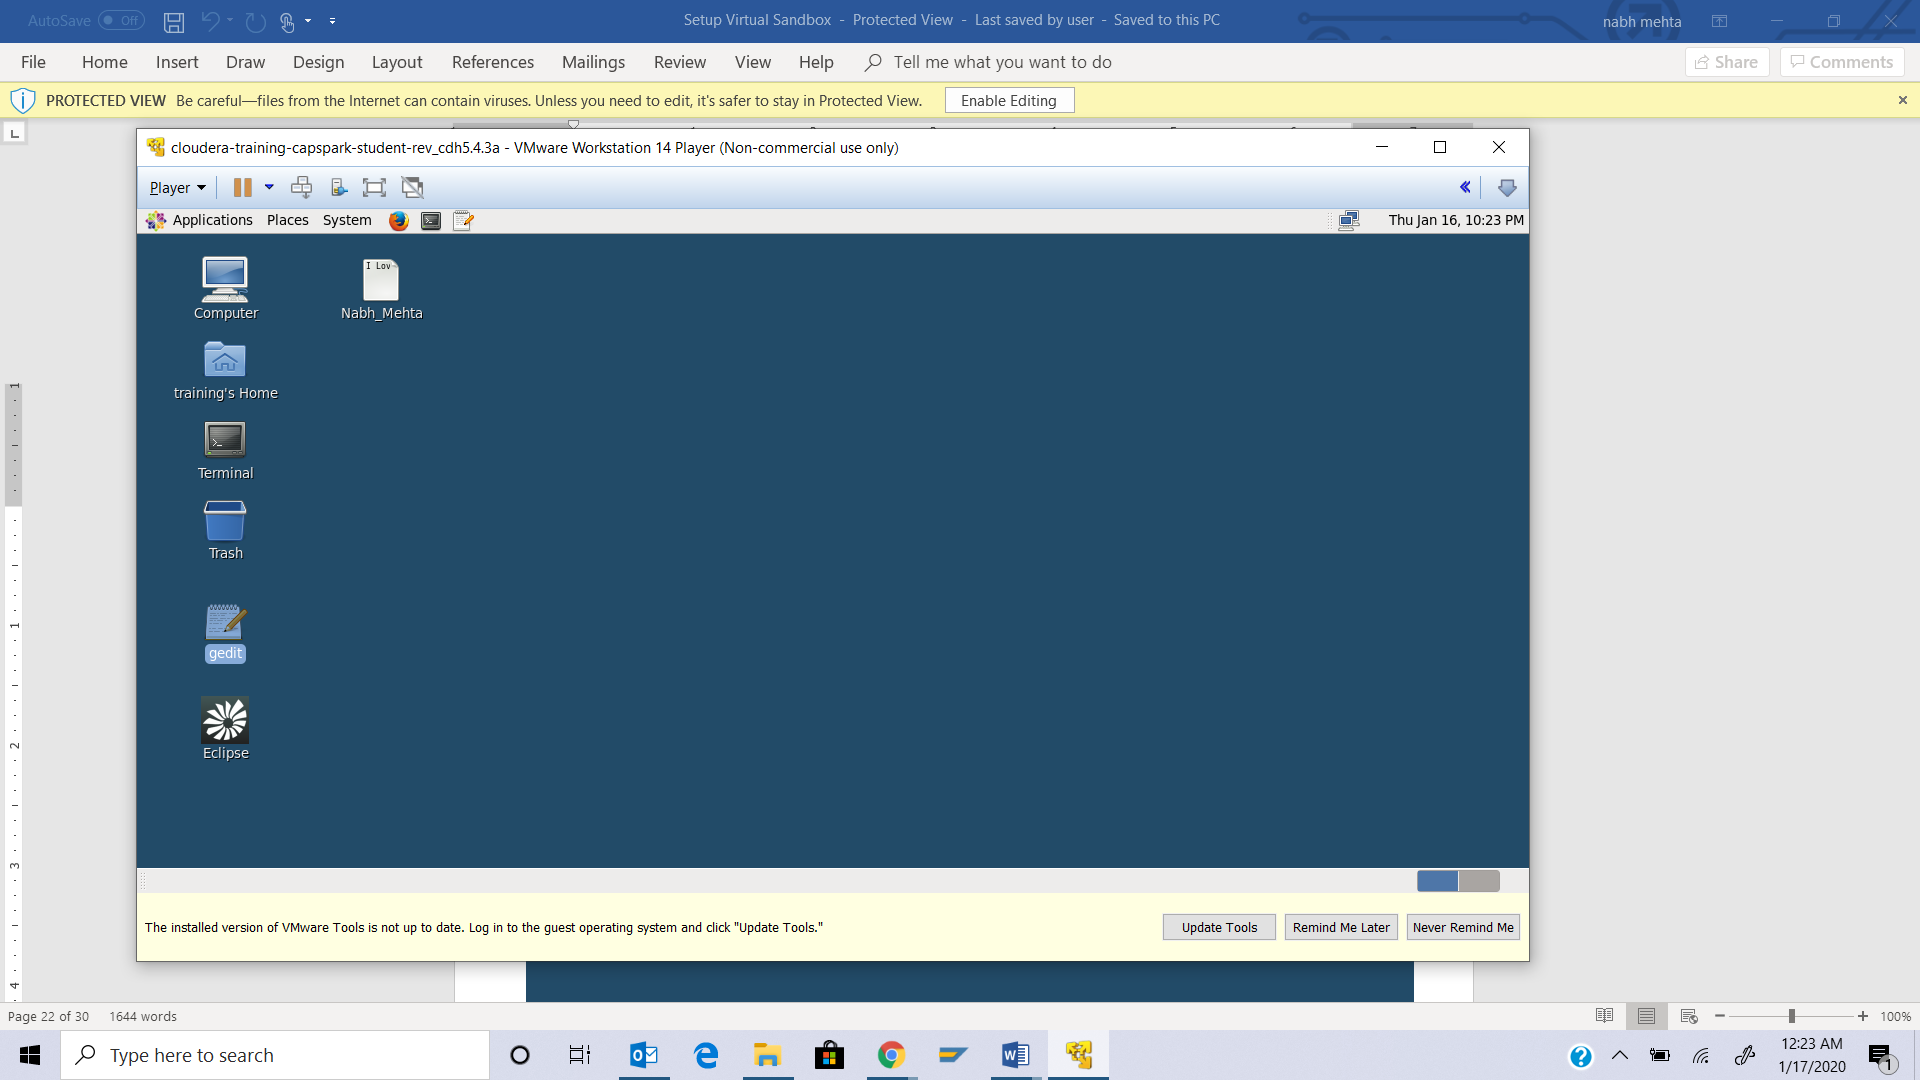 AutoSave Off
Setup Virtual Sandbox - Protected View - Last saved by user - Saved to this PC
nabh mehta
File Home Insert Draw Design Layout References Mailings Review View Help Tell me what you want to do Share Comments
PROTECTED VIEW Be careful—files from the Internet can contain viruses. Unless you need to edit, it's safer to stay in Protected View. Enable Editing
cloudera-training-capspark-student-rev_cdh5.4.3a - VMware Workstation 14 Player (Non-commercial use only)
Player
Applications Places System Thu Jan 16, 10:23 PM
I Lov
Computer
Nabh_Mehta
training's Home
Terminal
Trash
gedit
Eclipse
1
1
2
3
4
The installed version of VMware Tools is not up to date. Log in to the guest operating system and click "Update Tools."
Update Tools Remind Me Later Never Remind Me
Page 22 of 30 1644 words 100%
Type here to search
12:23 AM
1/17/2020
1